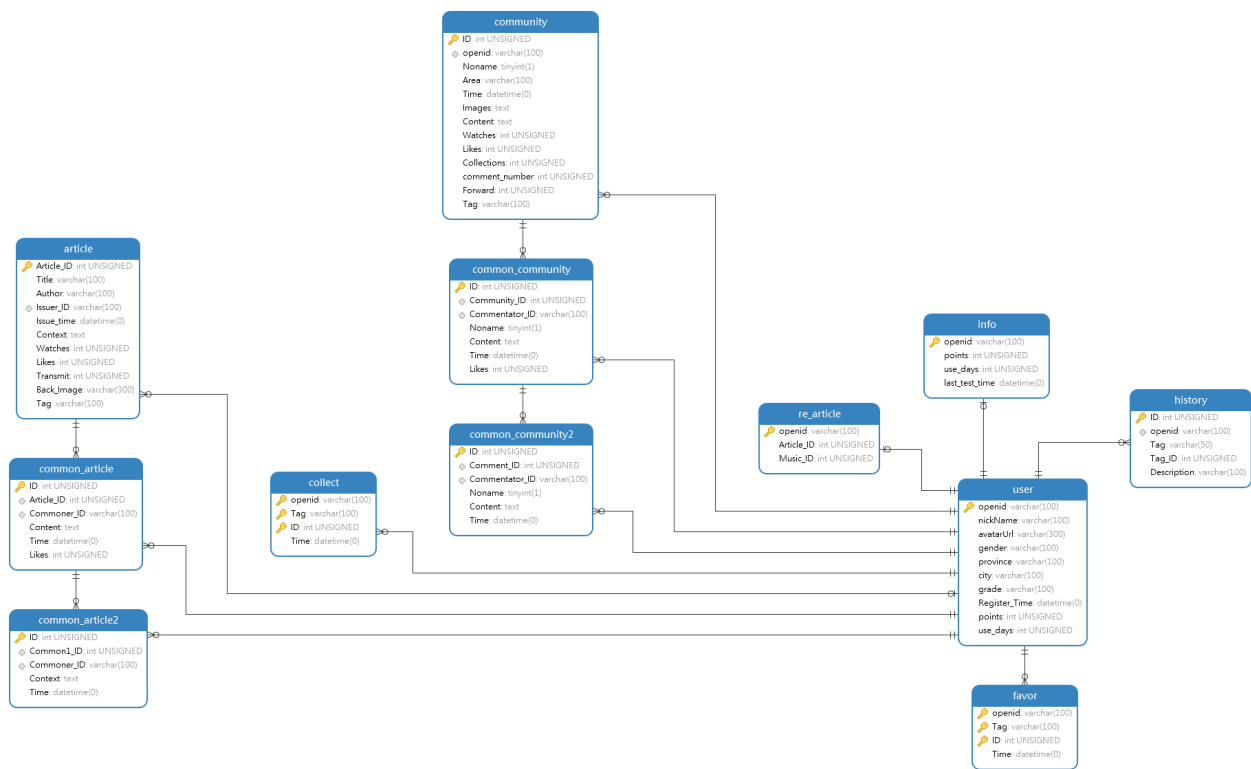 community
ID: int UNSIGNED
openid: varchar(100)
Noname: tinyint(1)
Area: varchar(100)
Time: datetime(0)
Images: text
Content: text
Watches: int UNSIGNED
Likes: int UNSIGNED
Collections: int UNSIGNED
comment_number: int UNSIGNED
Forward: int UNSIGNED
Tag: varchar(100)
article
Article_ID: int UNSIGNED
Title: varchar(100)
Author: varchar(100)
Issuer_ID: varchar(100)
Issue_time: datetime(0)
Context: text
Watches: int UNSIGNED
Likes: int UNSIGNED
Transmit: int UNSIGNED
Back_Image: varchar(300)
Tag: varchar(100)
common_community
ID: int UNSIGNED
Community_ID: int UNSIGNED
Commentator_ID: varchar(100)
Noname: tinyint(1)
Content: text
Time: datetime(0)
Likes: int UNSIGNED
info
openid: varchar(100)
points: int UNSIGNED
use_days: int UNSIGNED
last_test_time: datetime(0)
history
ID: int UNSIGNED
openid: varchar(100)
Tag: varchar(50)
Tag_ID: int UNSIGNED
Description: varchar(100)
re_article
openid: varchar(100)
Article_ID: int UNSIGNED
Music_ID: int UNSIGNED
common_community2
ID: int UNSIGNED
Comment_ID: int UNSIGNED
Commentator_ID: varchar(100)
Noname: tinyint(1)
Content: text
Time: datetime(0)
common_article
ID: int UNSIGNED
Article_ID: int UNSIGNED
Commoner_ID: varchar(100)
Content: text
Time: datetime(0)
Likes: int UNSIGNED
collect
openid: varchar(100)
Tag: varchar(100)
ID: int UNSIGNED
Time: datetime(0)
user
openid: varchar(100)
nickName: varchar(100)
avatarUrl: varchar(300)
gender: varchar(100)
province: varchar(100)
city: varchar(100)
grade: varchar(100)
Register_Time: datetime(0)
points: int UNSIGNED
use_days: int UNSIGNED
common_article2
ID: int UNSIGNED
Common1_ID: int UNSIGNED
Commoner_ID: varchar(100)
Context: text
Time: datetime(0)
favor
openid: varchar(100)
Tag: varchar(100)
ID: int UNSIGNED
Time: datetime(0)